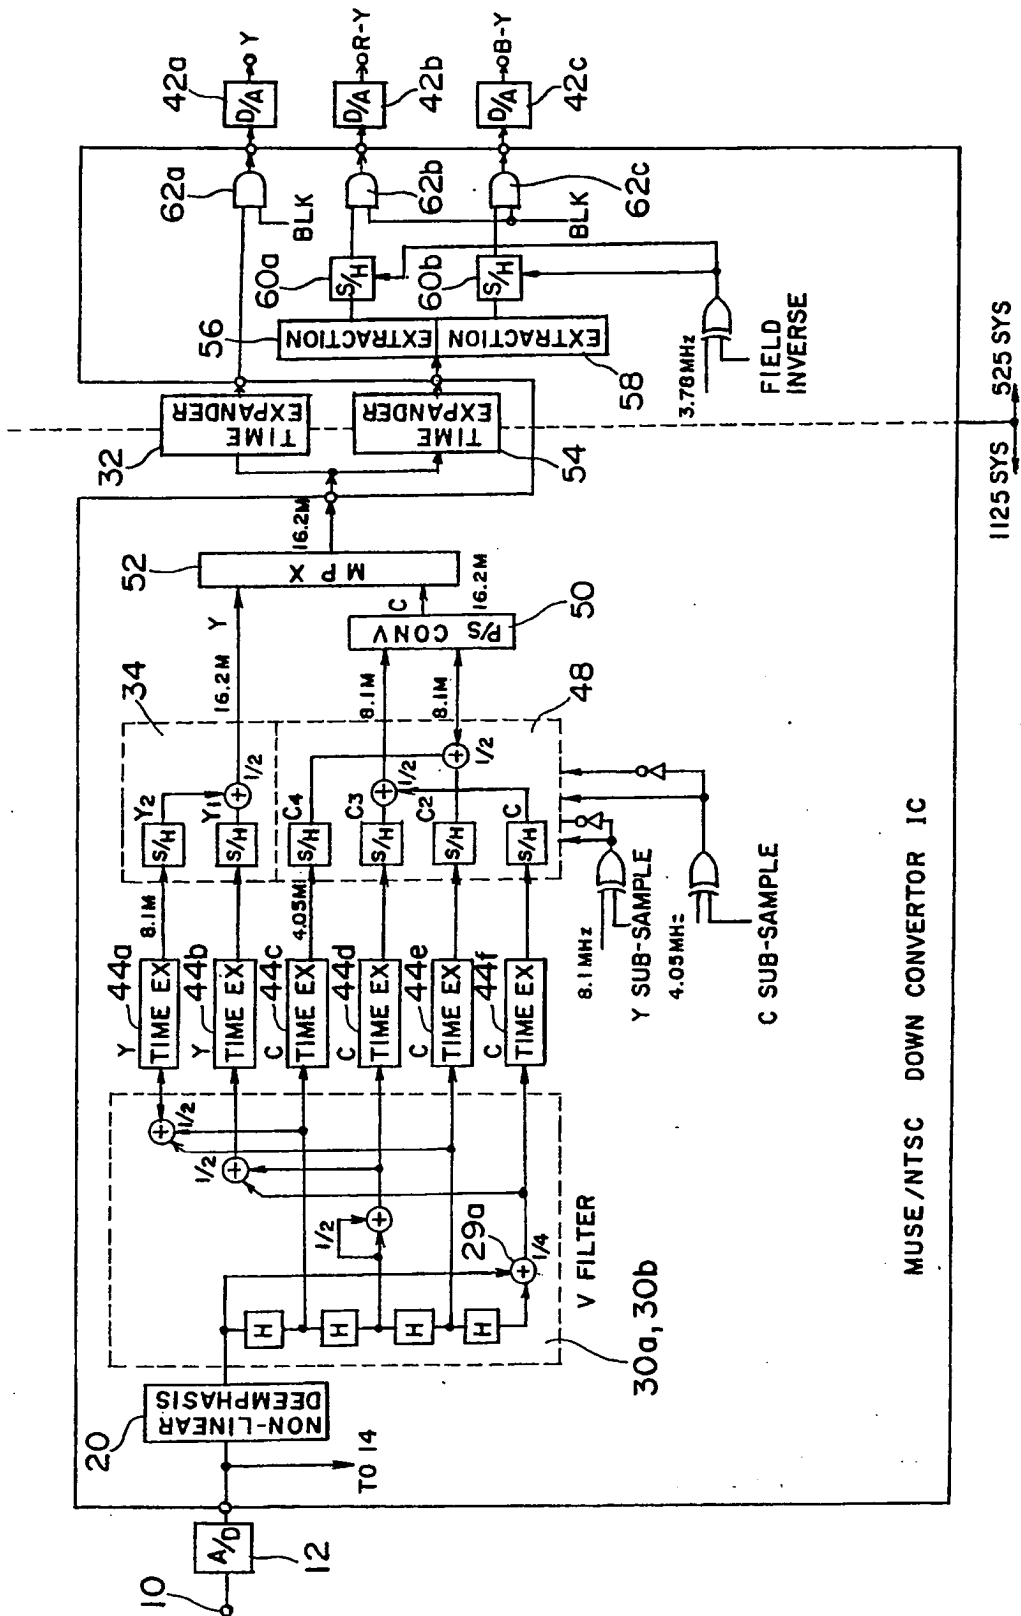 10
A/D
12
TO 14
20
NON-LINEAR
DEEMPHASIS
H
H
H
H
29a
1/4
1/2
1/2
1/2
V FILTER
30a, 30b
44a
Y
TIME EX
44b
Y
TIME EX
44c
C
TIME EX
44d
C
TIME EX
44e
C
TIME EX
44f
C
TIME EX
8.1M
4.05M
S/H
Y2
S/H
Y1
S/H
C4
S/H
C3
S/H
C2
S/H
C
1/2
1/2
1/2
34
48
8.1MHz
Y SUB-SAMPLE
4.05MHz
C SUB-SAMPLE
16.2M
Y
8.1M
8.1M
P/S
CONV
50
C
16.2M
MPX
52
16.2M
32
TIME
EXPANDER
TIME
EXPANDER
54
56
EXTRACTION
EXTRACTION
58
60a
S/H
60b
S/H
3.78MHz
FIELD
INVERSE
62a
BLK
62b
62c
BLK
D/A
42a
Y
D/A
42b
R-Y
D/A
42c
B-Y
MUSE/NTSC DOWN CONVERTOR IC
1125 SYS
525 SYS